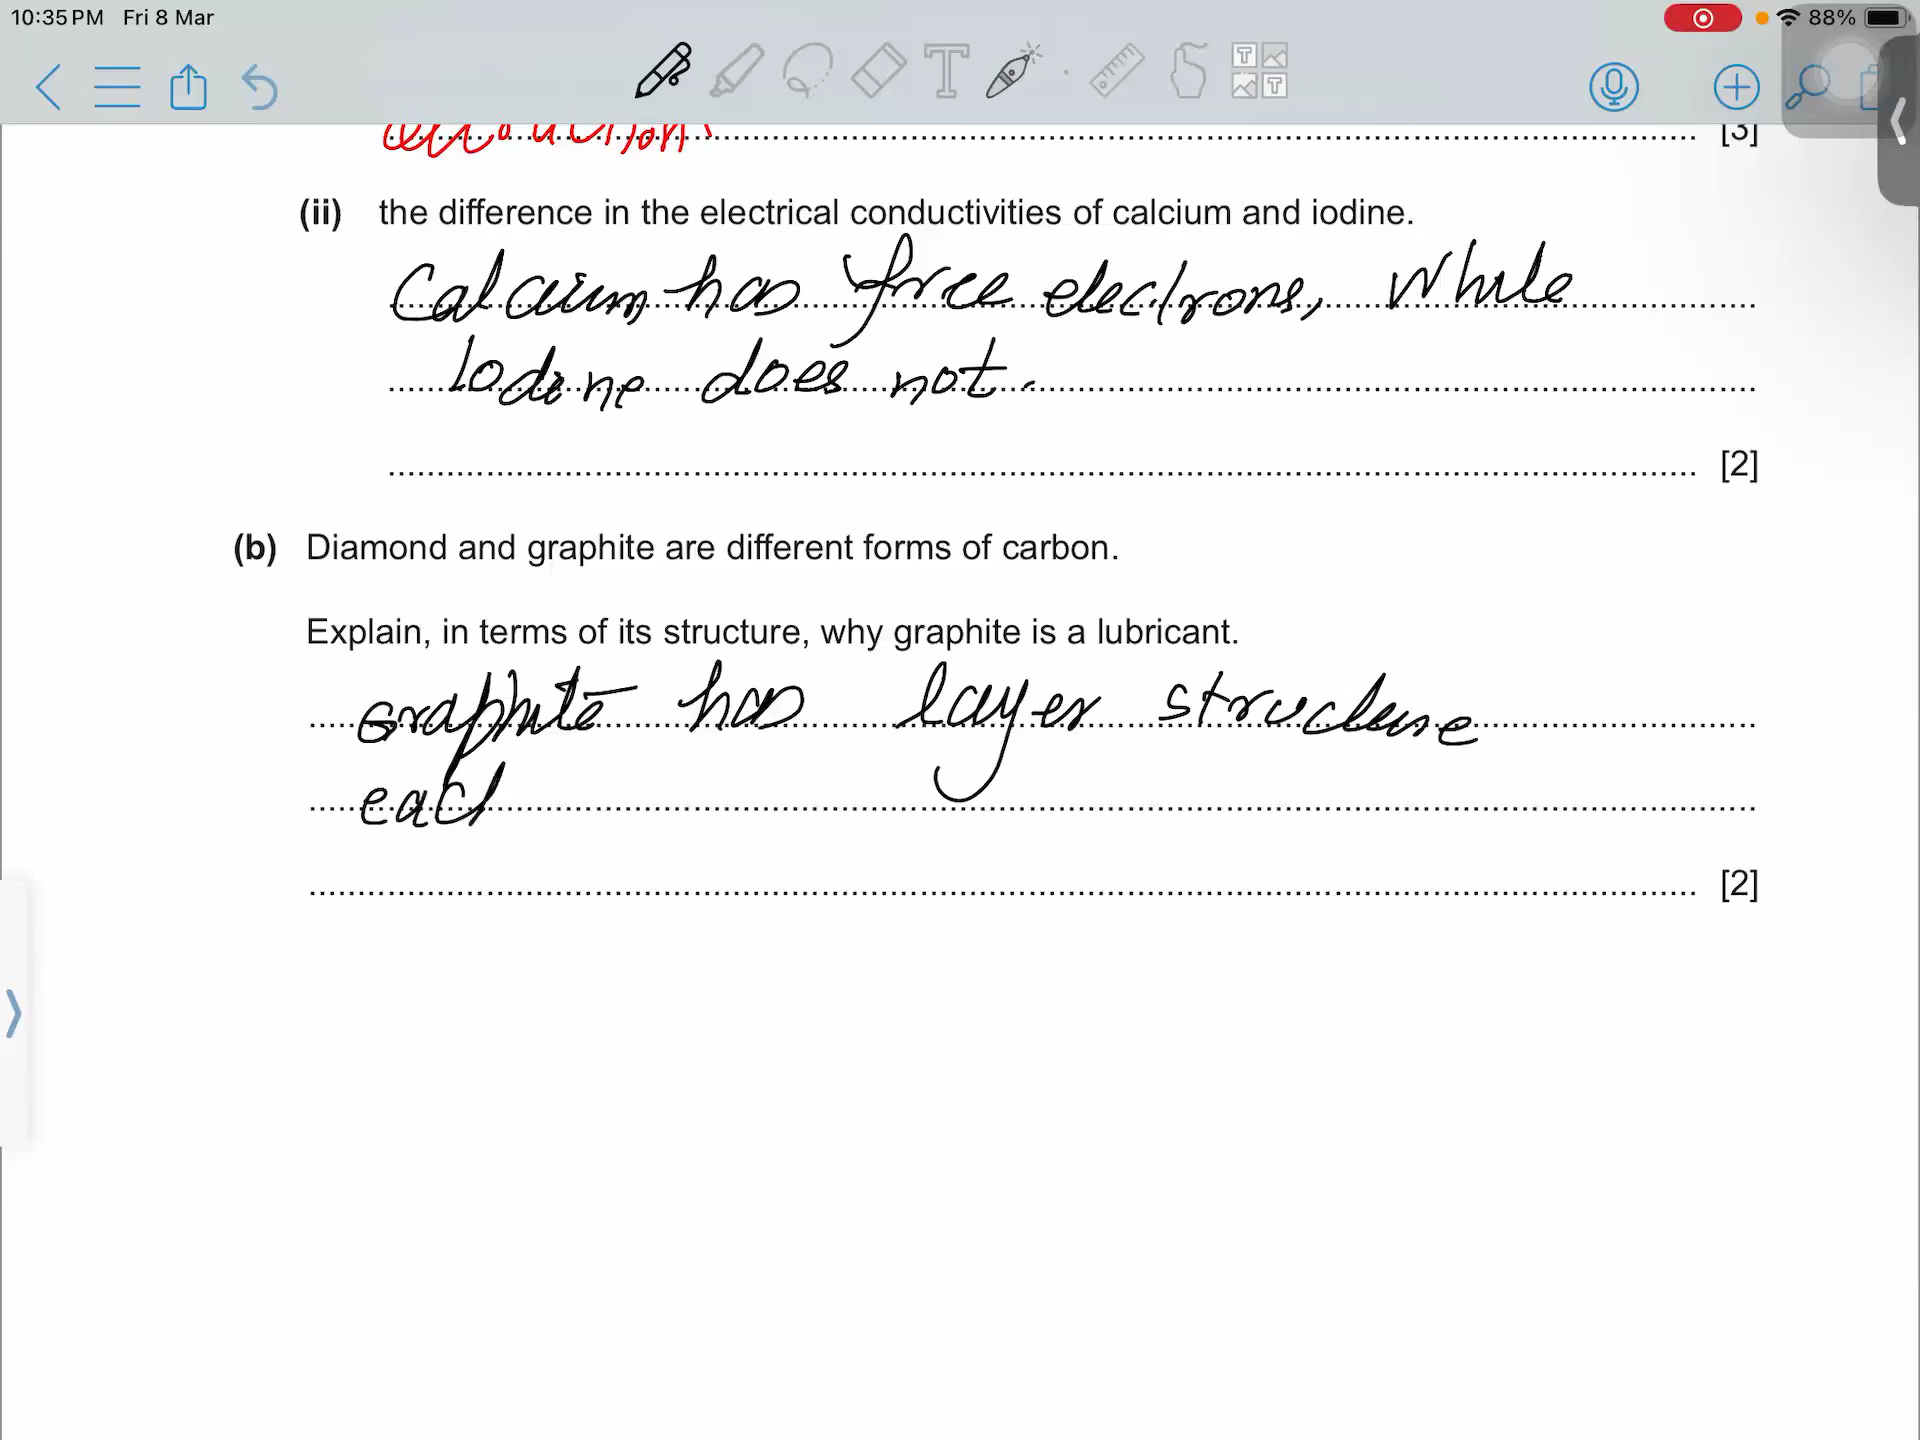 10:35 PM Fri 8 Mar
88%
[3]
(ii) the difference in the electrical conductivities of calcium and iodine.
Calcium has free electrons, while
Iodine does not.
[2]
(b) Diamond and graphite are different forms of carbon.
Explain, in terms of its structure, why graphite is a lubricant.
Graphite has layer structure
each
[2]